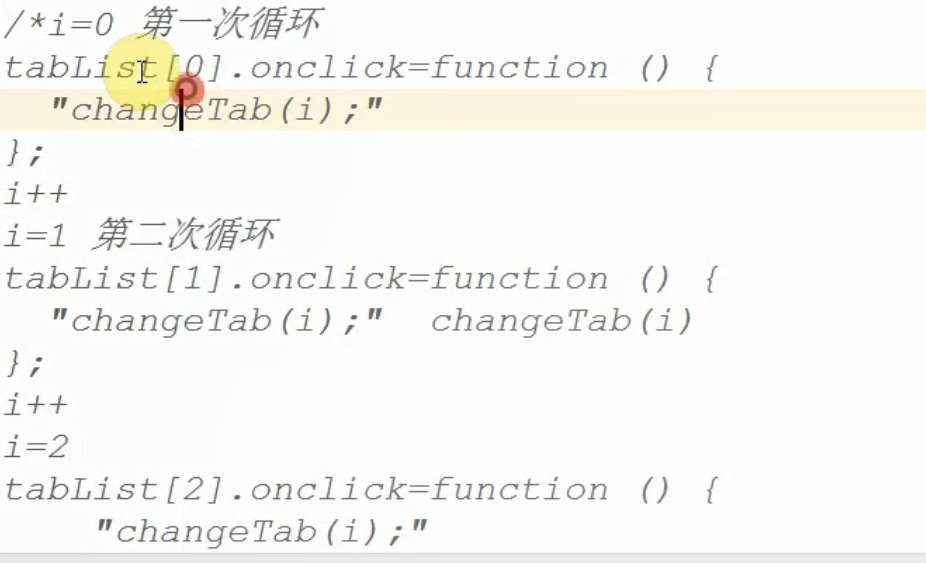 /*i=0 第一次循环
tabList[0].onclick=function () {
"changeTab(i);"
};
i++
i=1 第二次循环
tabList[1].onclick=function () {
"changeTab(i);" changeTab(i)
};
i++
i=2
tabList[2].onclick=function () {
"changeTab(i);"